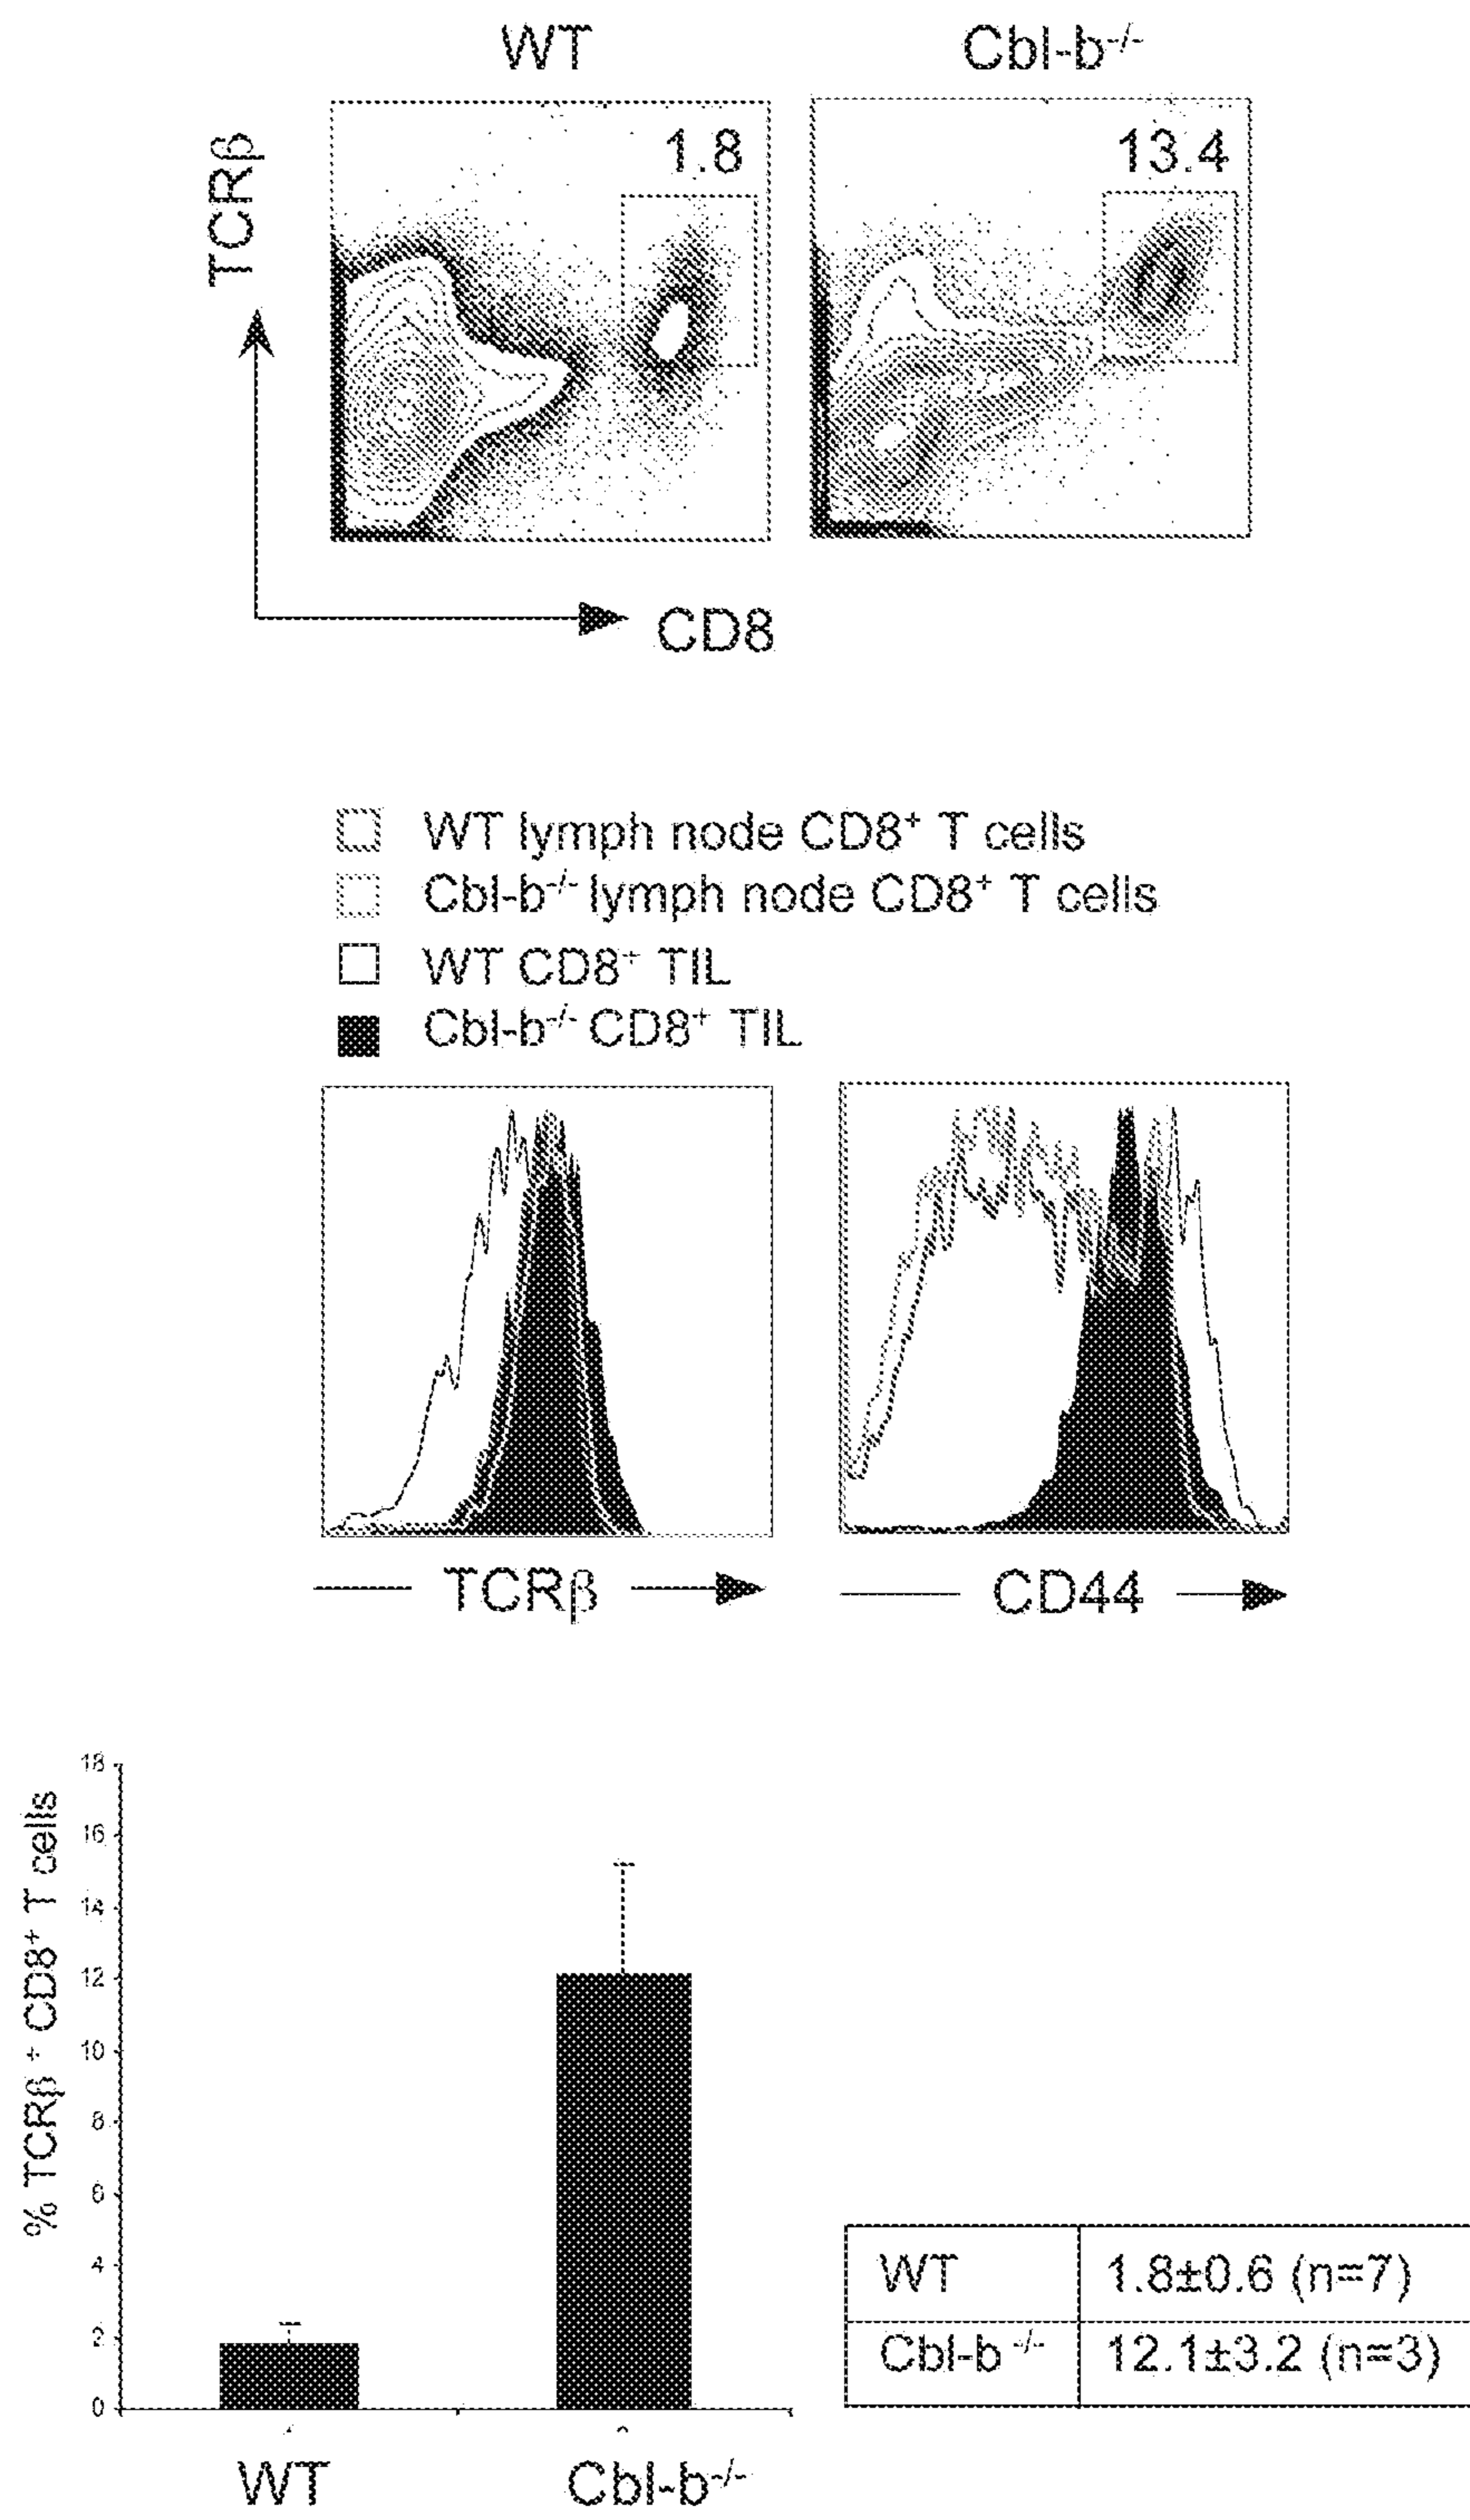 WT Cbl-b-/-
1.8 13.4
TCRβ
CD8
WT lymph node CD8+ T cells
Cbl-b-/- lymph node CD8+ T cells
WT CD8+ TIL
Cbl-b-/- CD8+ TIL
TCRβ CD44
% TCRβ + CD8+ T cells
18
16
14
12
10
8
6
4
2
0
WT Cbl-b-/-
WT 1.8±0.6 (n=7)
Cbl-b -/- 12.1±3.2 (n=3)